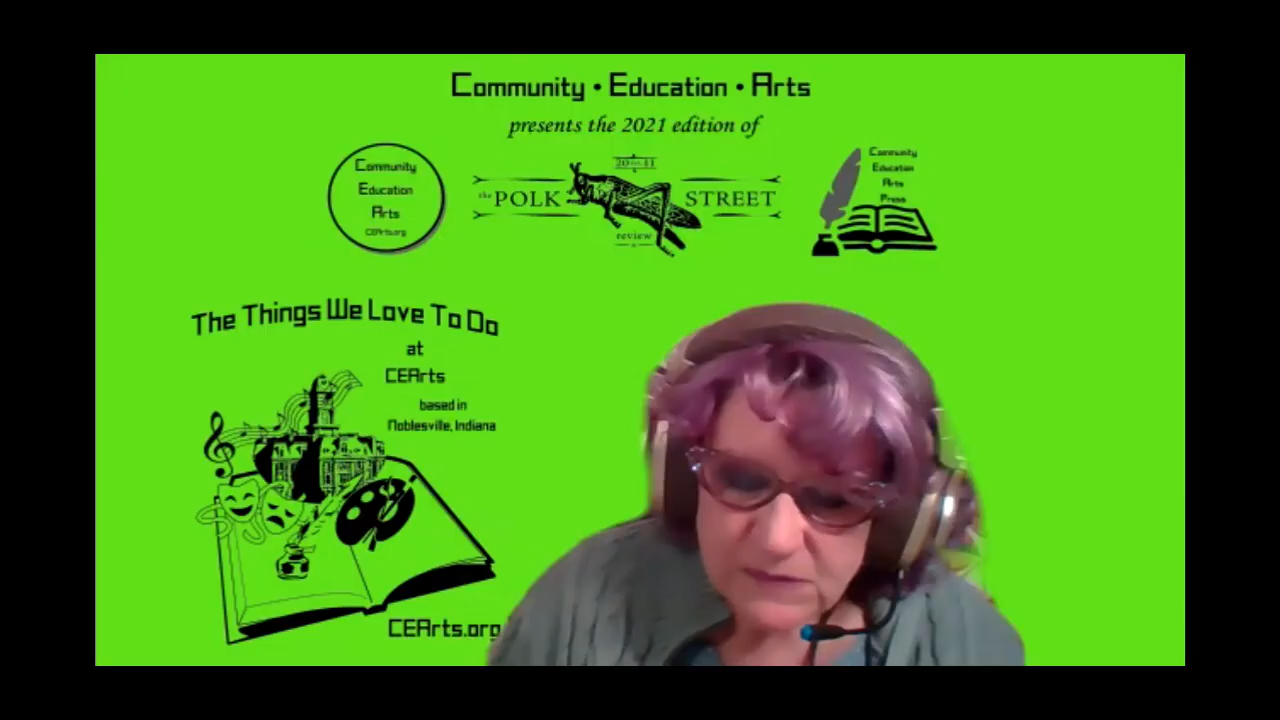 Community • Education • Arts
presents the 2021 edition of
Community
Education
Arts
CEArts.org
the POLK STREET
review
Community
Education
Arts
Press
The Things We Love To Do
at
CEArts
based in
Noblesville, Indiana
CEArts.org